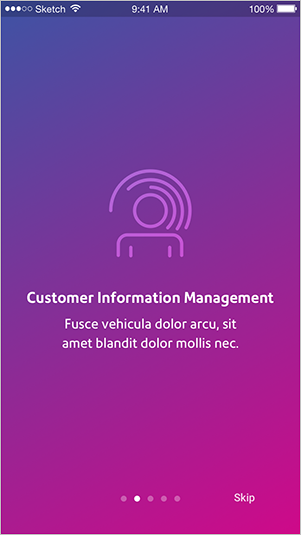 Sketch 9:41 AM 100%
Customer Information Management
Fusce vehicula dolor arcu, sit
amet blandit dolor mollis nec.
Skip